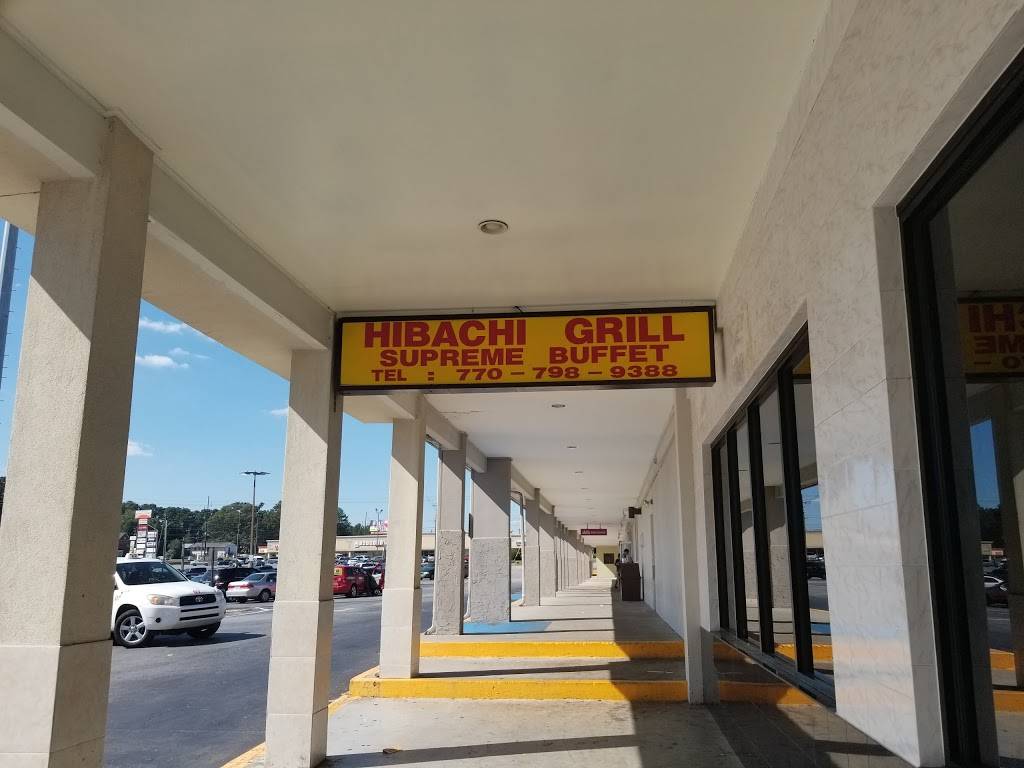 HIBACHI GRILL
SUPREME BUFFET
TEL : 770-798-9388